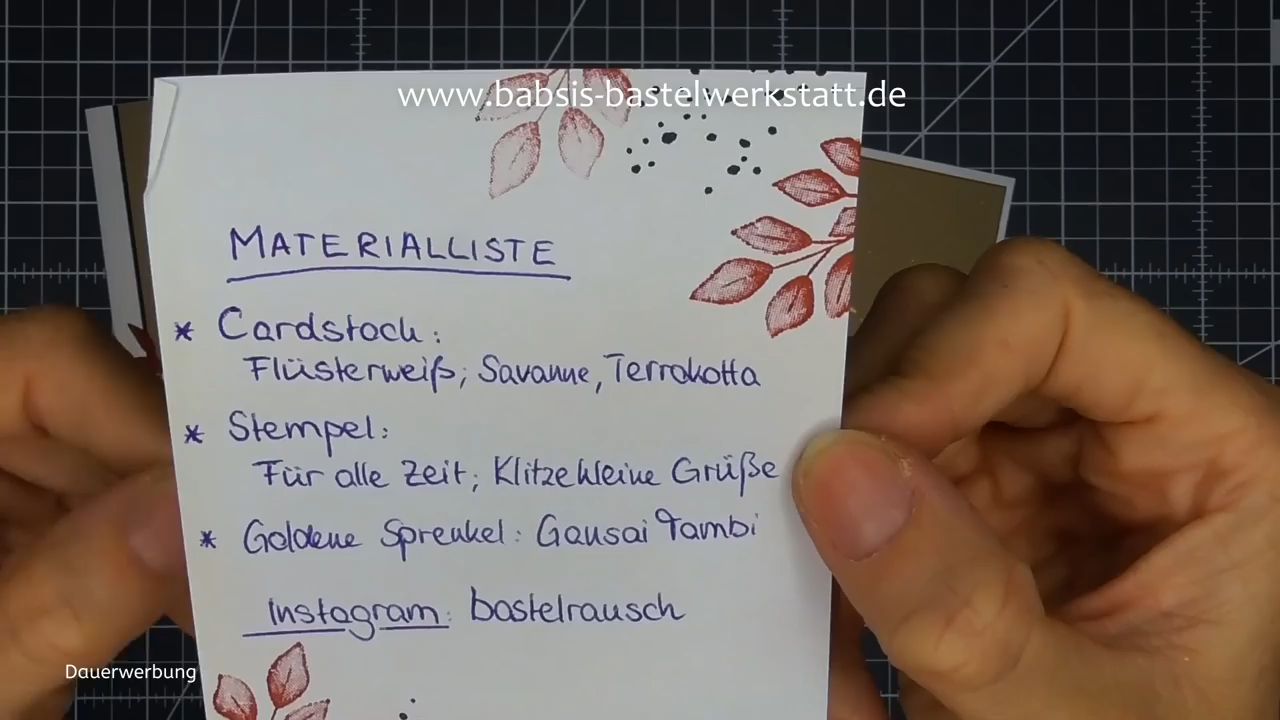 www.babsis-bastelwerkstatt.de
MATERIALLISTE
* Cardstock:
Flüsterweiß; Savanne, Terrakotta
* Stempel:
Für alle Zeit; Klitzekleine Grüße
* Goldene Sprenkel: Gansai Tambi
Instagram: bastelrausch
Dauerwerbung